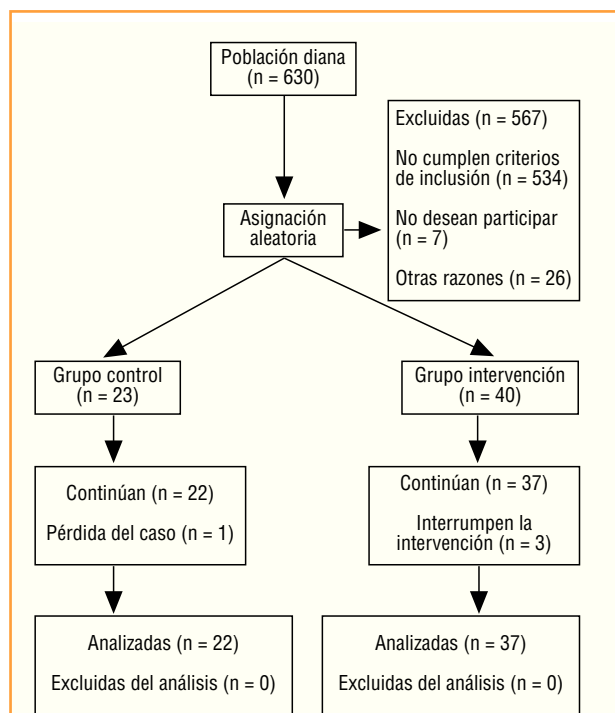 Población diana
(n = 630)
Excluidas (n = 567)
No cumplen criterios
de inclusión (n = 534)
No desean participar
(n = 7)
Otras razones (n = 26)
Asignación
aleatoria
Grupo control
(n = 23)
Grupo intervención
(n = 40)
Continúan (n = 22)
Pérdida del caso (n = 1)
Continúan (n = 37)
Interrumpen la
intervención (n = 3)
Analizadas (n = 22)
Excluidas del análisis (n = 0)
Analizadas (n = 37)
Excluidas del análisis (n = 0)